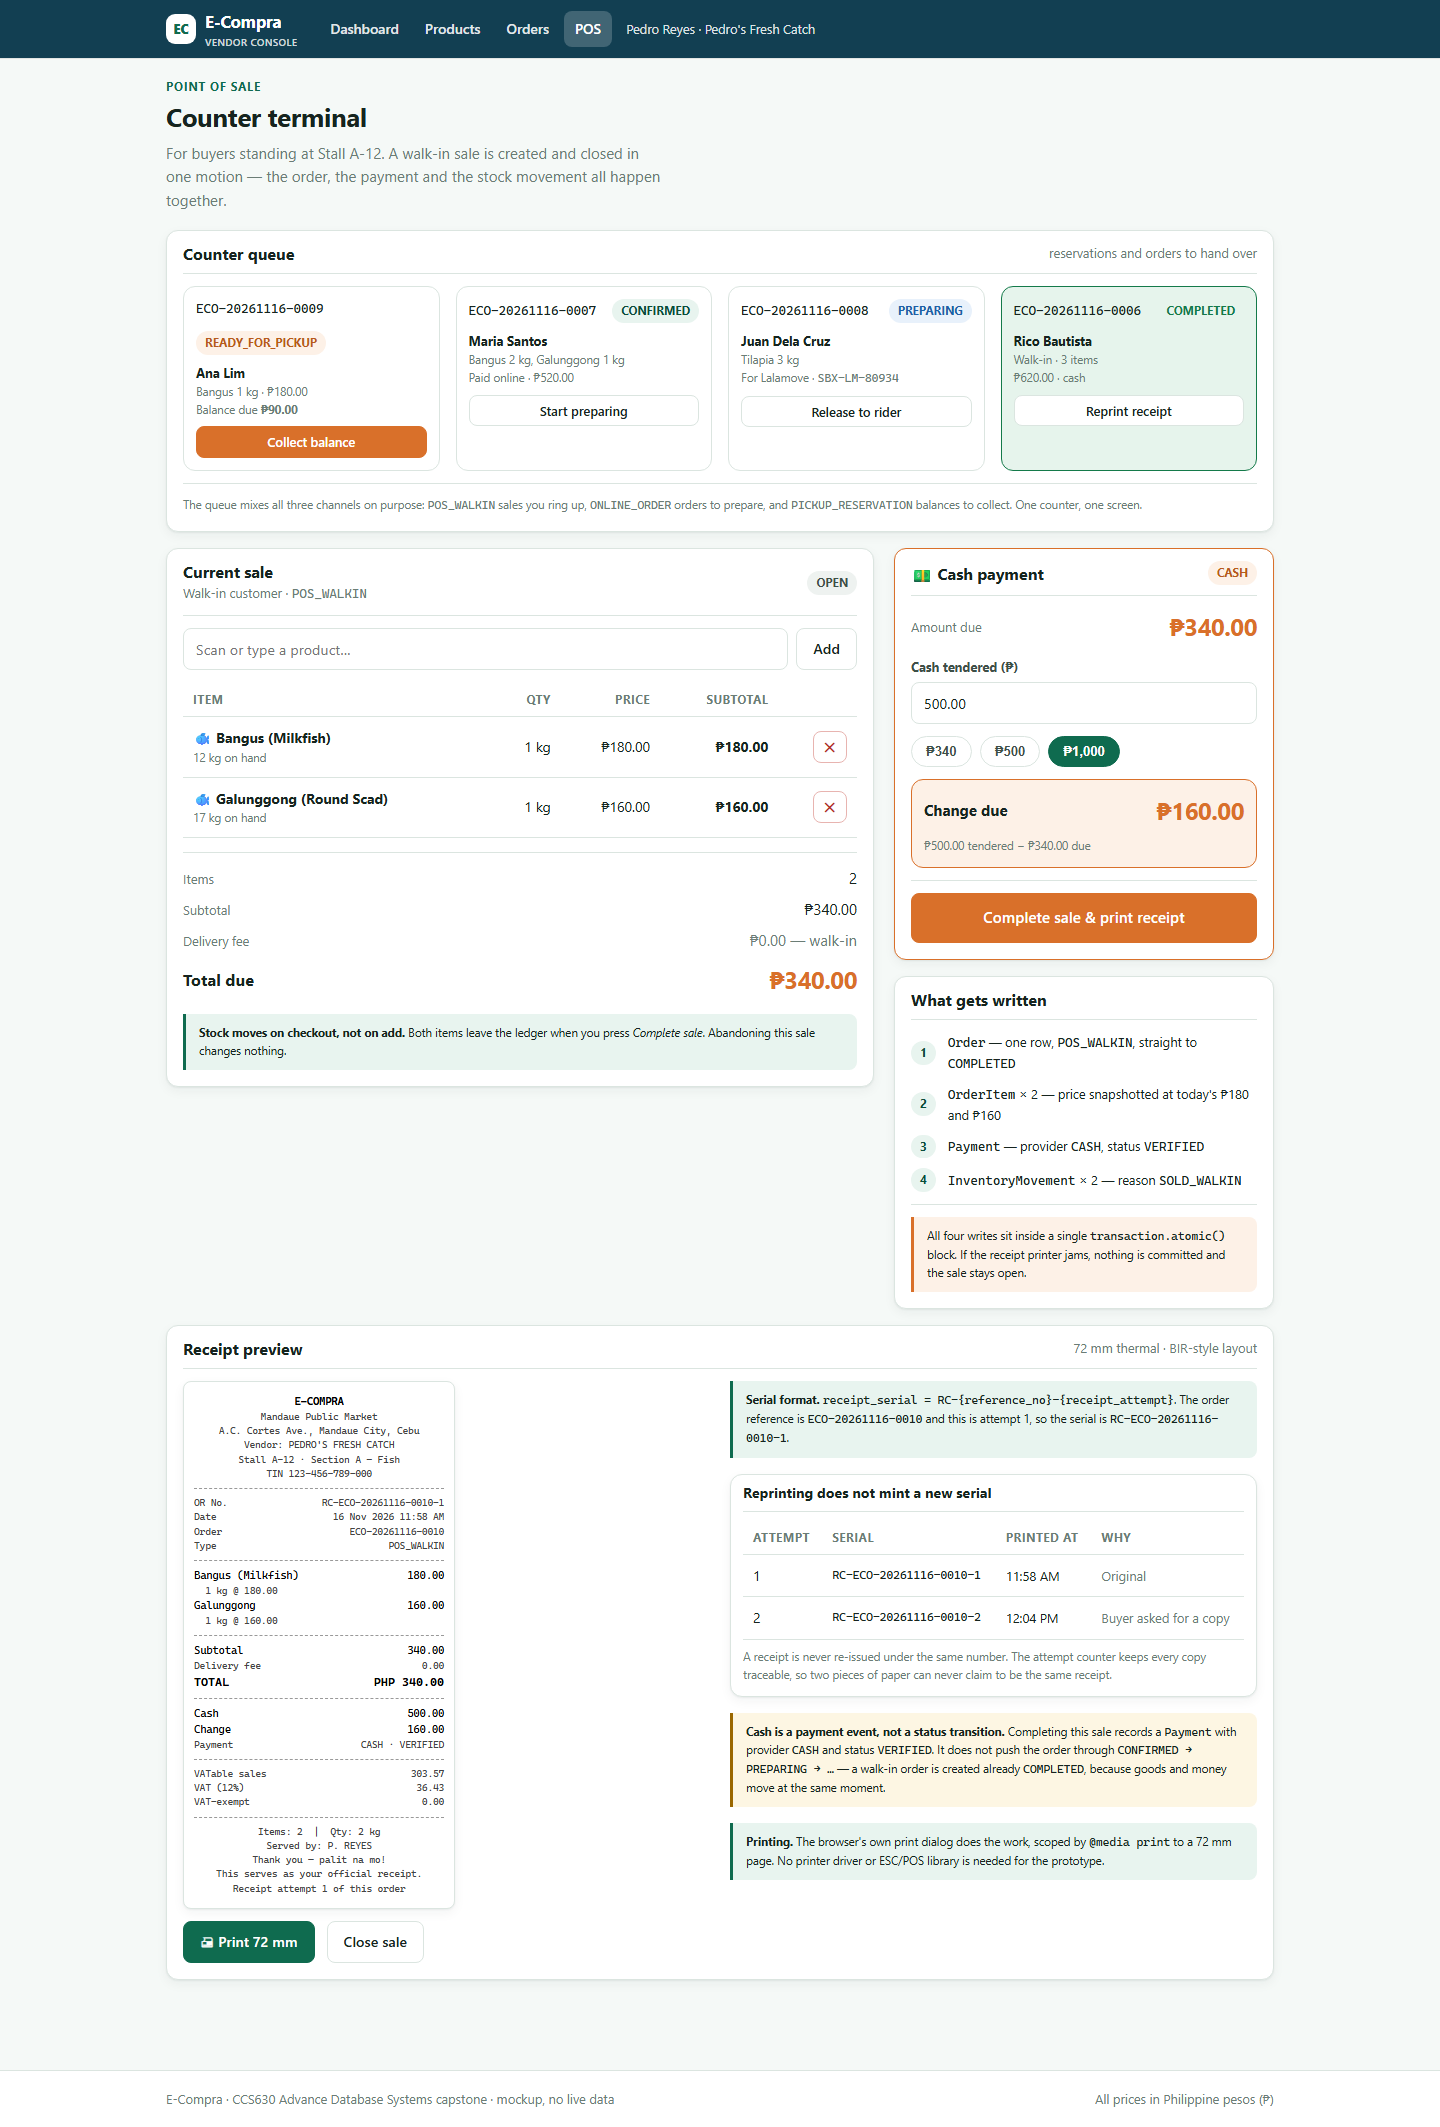 EC
E-Compra
VENDOR CONSOLE
Dashboard
Products
Orders
POS
Pedro Reyes · Pedro's Fresh Catch
POINT OF SALE
Counter terminal
For buyers standing at Stall A-12. A walk-in sale is created and closed in
one motion — the order, the payment and the stock movement all happen
together.
Counter queue
reservations and orders to hand over
ECO-20261116-0009
READY_FOR_PICKUP
Ana Lim
Bangus 1 kg · ₱180.00
Balance due ₱90.00
Collect balance
ECO-20261116-0007
CONFIRMED
Maria Santos
Bangus 2 kg, Galunggong 1 kg
Paid online · ₱520.00
Start preparing
ECO-20261116-0008
PREPARING
Juan Dela Cruz
Tilapia 3 kg
For Lalamove · SBX-LM-80934
Release to rider
ECO-20261116-0006
COMPLETED
Rico Bautista
Walk-in · 3 items
₱620.00 · cash
Reprint receipt
The queue mixes all three channels on purpose: POS_WALKIN sales you ring up, ONLINE_ORDER orders to prepare, and PICKUP_RESERVATION balances to collect. One counter, one screen.
Current sale
Walk-in customer · POS_WALKIN
OPEN
Scan or type a product...
Add
ITEM QTY PRICE SUBTOTAL
Bangus (Milkfish)
12 kg on hand
1 kg ₱180.00 ₱180.00 ✕
Galunggong (Round Scad)
17 kg on hand
1 kg ₱160.00 ₱160.00 ✕
Items 2
Subtotal ₱340.00
Delivery fee ₱0.00 — walk-in
Total due ₱340.00
Stock moves on checkout, not on add. Both items leave the ledger when you press Complete sale. Abandoning this sale
changes nothing.
Cash payment
CASH
Amount due ₱340.00
Cash tendered (₱)
500.00
₱340 ₱500 ₱1,000
Change due ₱160.00
₱500.00 tendered − ₱340.00 due
Complete sale & print receipt
What gets written
1 Order — one row, POS_WALKIN, straight to
COMPLETED
2 OrderItem × 2 — price snapshotted at today's ₱180
and ₱160
3 Payment — provider CASH, status VERIFIED
4 InventoryMovement × 2 — reason SOLD_WALKIN
All four writes sit inside a single transaction.atomic()
block. If the receipt printer jams, nothing is committed and
the sale stays open.
Receipt preview
72 mm thermal · BIR-style layout
E-COMPRA
Mandaue Public Market
A.C. Cortes Ave., Mandaue City, Cebu
Vendor: PEDRO'S FRESH CATCH
Stall A-12 · Section A – Fish
TIN 123-456-789-000
OR No. RC-ECO-20261116-0010-1
Date 16 Nov 2026 11:58 AM
Order ECO-20261116-0010
Type POS_WALKIN
Bangus (Milkfish) 180.00
1 kg @ 180.00
Galunggong 160.00
1 kg @ 160.00
Subtotal 340.00
Delivery fee 0.00
TOTAL PHP 340.00
Cash 500.00
Change 160.00
Payment CASH · VERIFIED
VATable sales 303.57
VAT (12%) 36.43
VAT-exempt 0.00
Items: 2 | Qty: 2 kg
Served by: P. REYES
Thank you — palit na mo!
This serves as your official receipt.
Receipt attempt 1 of this order
Print 72 mm
Close sale
Serial format. receipt_serial = RC-{reference_no}-{receipt_attempt}. The order
reference is ECO-20261116-0010 and this is attempt 1, so the serial is RC-ECO-20261116-
0010-1.
Reprinting does not mint a new serial
ATTEMPT SERIAL PRINTED AT WHY
1 RC-ECO-20261116-0010-1 11:58 AM Original
2 RC-ECO-20261116-0010-2 12:04 PM Buyer asked for a copy
A receipt is never re-issued under the same number. The attempt counter keeps every copy
traceable, so two pieces of paper can never claim to be the same receipt.
Cash is a payment event, not a status transition. Completing this sale records a Payment with
provider CASH and status VERIFIED. It does not push the order through CONFIRMED →
PREPARING → … — a walk-in order is created already COMPLETED, because goods and money
move at the same moment.
Printing. The browser's own print dialog does the work, scoped by @media print to a 72 mm
page. No printer driver or ESC/POS library is needed for the prototype.
E-Compra · CCS630 Advance Database Systems capstone · mockup, no live data
All prices in Philippine pesos (₱)